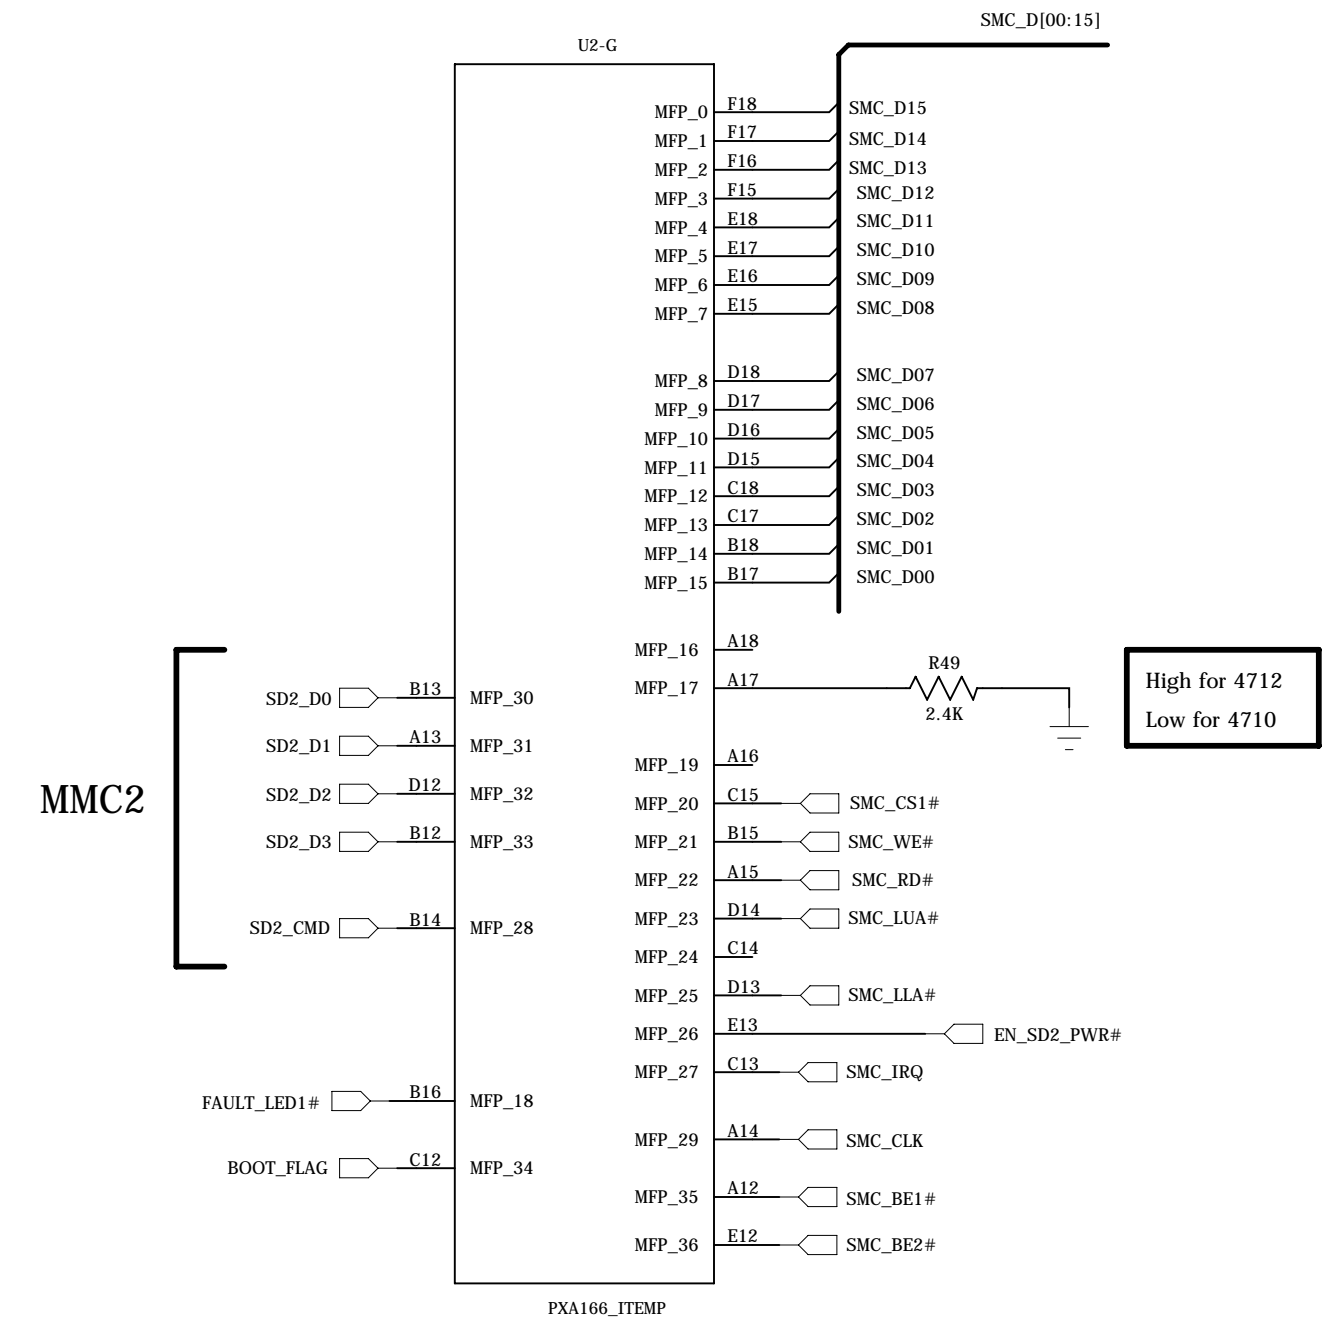 SMC_D[00:15]
U2-G
MFP_0 F18 SMC_D15
MFP_1 F17 SMC_D14
MFP_2 F16 SMC_D13
MFP_3 F15 SMC_D12
MFP_4 E18 SMC_D11
MFP_5 E17 SMC_D10
MFP_6 E16 SMC_D09
MFP_7 E15 SMC_D08
MFP_8 D18 SMC_D07
MFP_9 D17 SMC_D06
MFP_10 D16 SMC_D05
MFP_11 D15 SMC_D04
MFP_12 C18 SMC_D03
MFP_13 C17 SMC_D02
MFP_14 B18 SMC_D01
MFP_15 B17 SMC_D00
MFP_16 A18
MFP_17 A17 R49
2.4K
High for 4712
Low for 4710
MFP_19 A16
MFP_20 C15 SMC_CS1#
MFP_21 B15 SMC_WE#
MFP_22 A15 SMC_RD#
MFP_23 D14 SMC_LUA#
MFP_24 C14
MFP_25 D13 SMC_LLA#
MFP_26 E13 EN_SD2_PWR#
MFP_27 C13 SMC_IRQ
MFP_29 A14 SMC_CLK
MFP_35 A12 SMC_BE1#
MFP_36 E12 SMC_BE2#
MMC2
SD2_D0 B13 MFP_30
SD2_D1 A13 MFP_31
SD2_D2 D12 MFP_32
SD2_D3 B12 MFP_33
SD2_CMD B14 MFP_28
FAULT_LED1# B16 MFP_18
BOOT_FLAG C12 MFP_34
PXA166_ITEMP